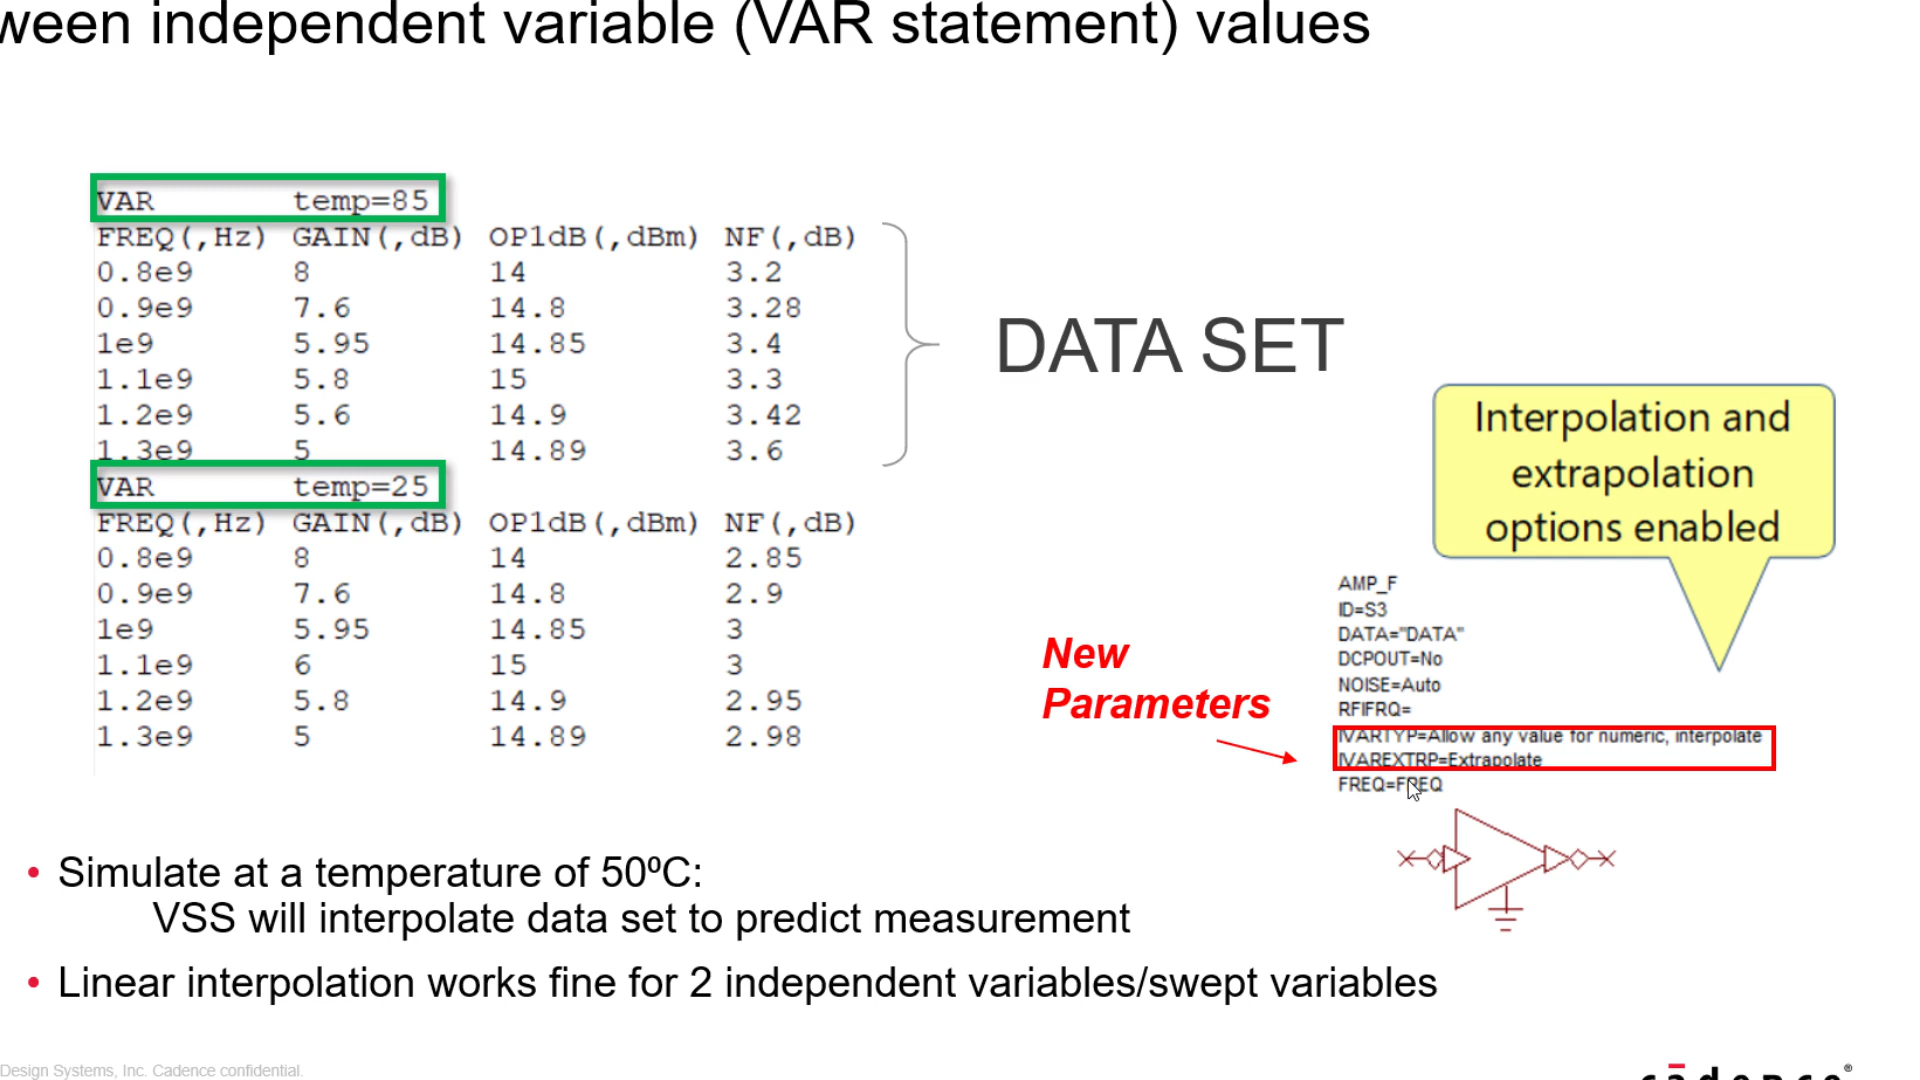 ween independent variable (VAR statement) values
VAR temp=85
FREQ(,Hz) GAIN(,dB) OP1dB(,dBm) NF(,dB)
0.8e9 8 14 3.2
0.9e9 7.6 14.8 3.28
1e9 5.95 14.85 3.4
1.1e9 5.8 15 3.3
1.2e9 5.6 14.9 3.42
1.3e9 5 14.89 3.6
VAR temp=25
FREQ(,Hz) GAIN(,dB) OP1dB(,dBm) NF(,dB)
0.8e9 8 14 2.85
0.9e9 7.6 14.8 2.9
1e9 5.95 14.85 3
1.1e9 6 15 3
1.2e9 5.8 14.9 2.95
1.3e9 5 14.89 2.98
DATA SET
Interpolation and
extrapolation
options enabled
New
Parameters
AMP_F
ID=S3
DATA="DATA"
DCPOUT=No
NOISE=Auto
RFIFRQ=
IVARTYP=Allow any value for numeric, interpolate
IVAREXTRP=Extrapolate
FREQ=FREQ
• Simulate at a temperature of 50⁰C:
VSS will interpolate data set to predict measurement
• Linear interpolation works fine for 2 independent variables/swept variables
Design Systems, Inc. Cadence confidential.
cādence®